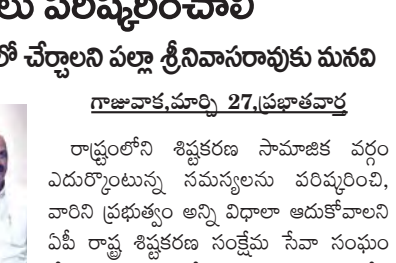 లు పరిష్కరించాలి
లో చేర్చాలని పల్లా శ్రీనివాసరావుకు మనవి
గాజువాక,మార్చి 27,ప్రభాతవార్త
రాష్ట్రంలోని శిష్టకరణ సామాజిక వర్గం
ఎదుర్కొంటున్న సమస్యలను పరిష్కరించి,
వారిని ప్రభుత్వం అన్ని విధాలా ఆదుకోవాలని
ఏపీ రాష్ట్ర శిష్టకరణ సంక్షేమ సేవా సంఘం